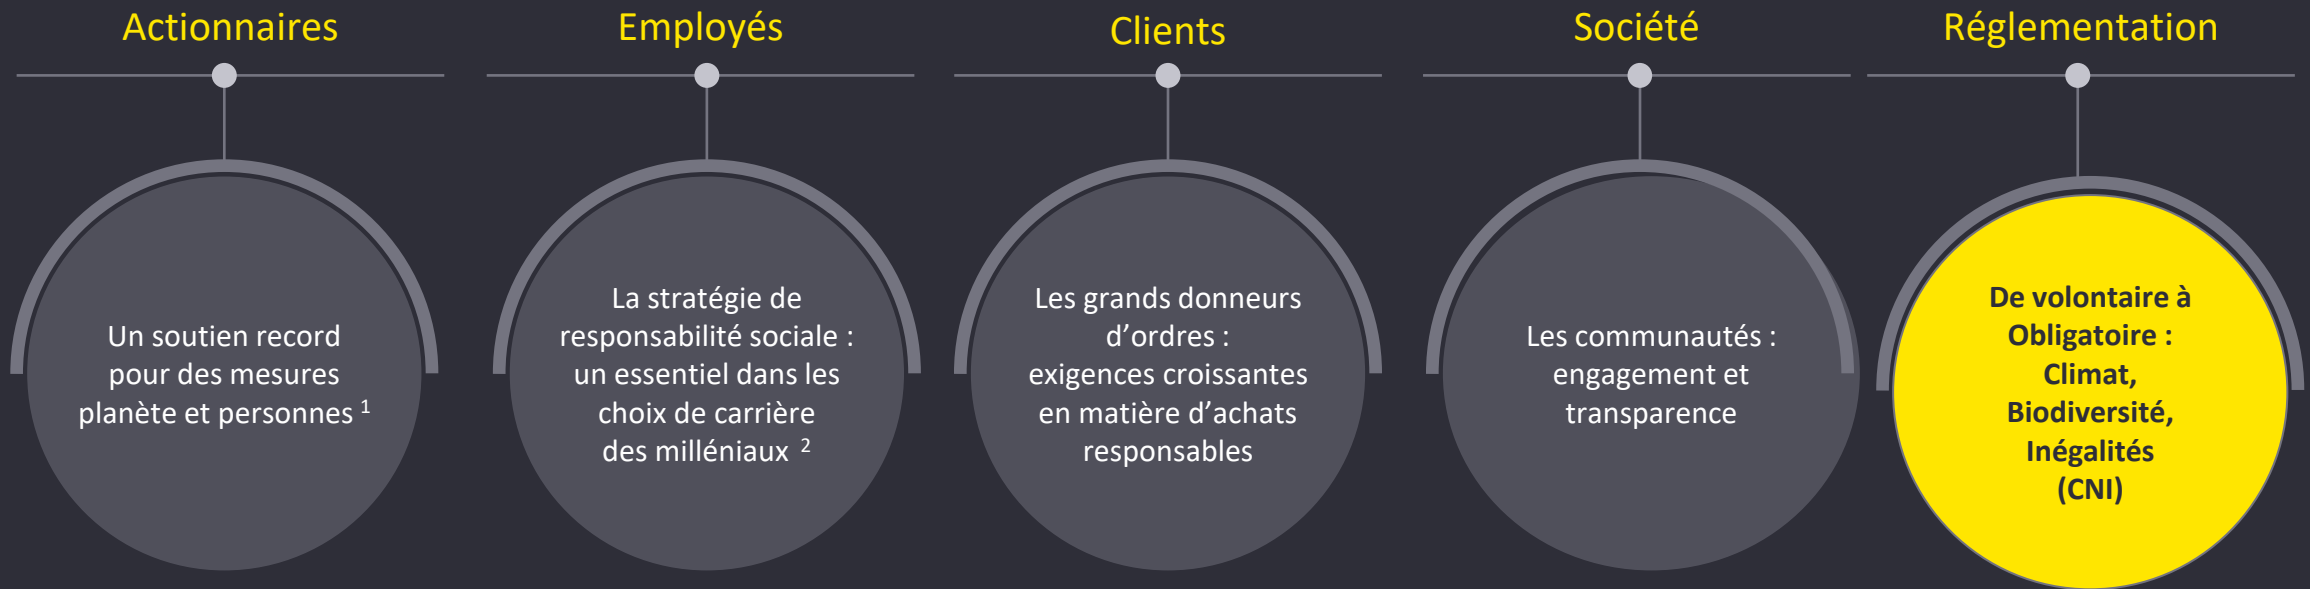 Actionnaires
Un soutien record
pour des mesures
planète et personnes 1
Employés
La stratégie de
responsabilité sociale :
un essentiel dans les
choix de carrière
des milléniaux 2
Clients
Les grands donneurs
d’ordres :
exigences croissantes
en matière d’achats
responsables
Société
Les communautés :
engagement et
transparence
Réglementation
De volontaire à
Obligatoire :
Climat,
Biodiversité,
Inégalités
(CNI)